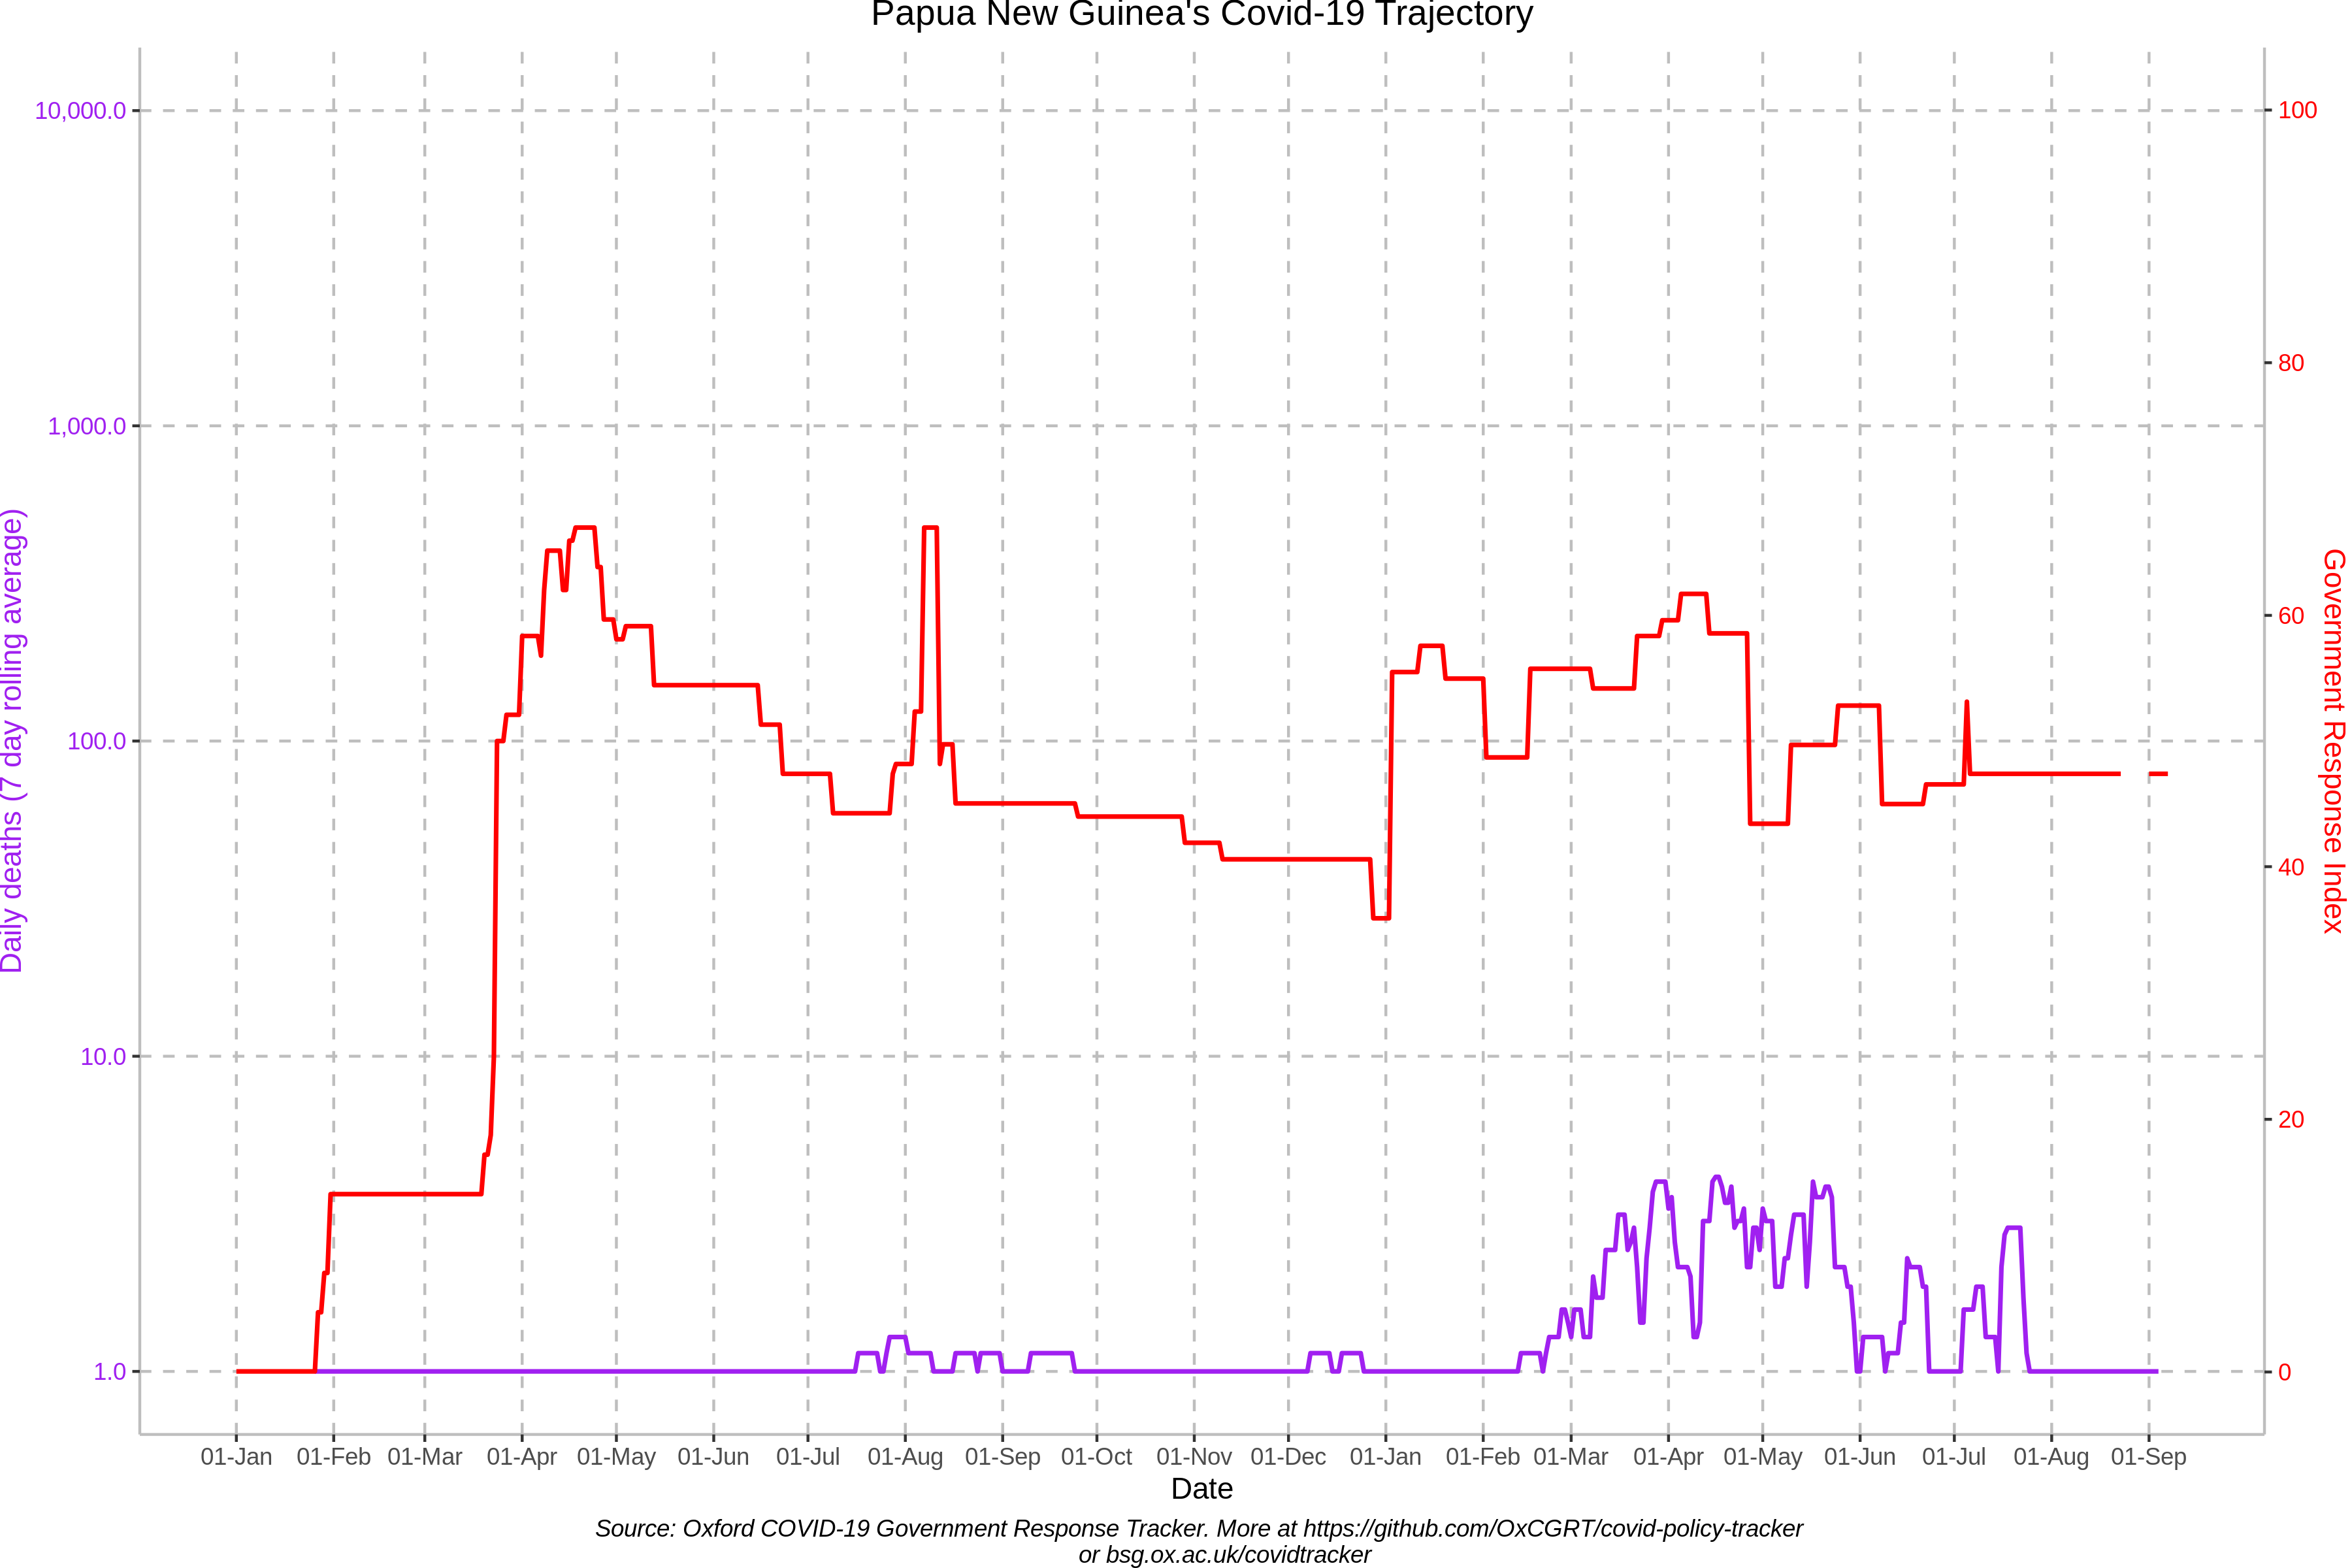 Papua New Guinea's Covid-19 Trajectory
10,000.0
1,000.0
100.0
10.0
1.0
Daily deaths (7 day rolling average)
100
80
60
40
20
0
Government Response Index
01-Jan 01-Feb 01-Mar 01-Apr 01-May 01-Jun 01-Jul 01-Aug 01-Sep 01-Oct 01-Nov 01-Dec 01-Jan 01-Feb 01-Mar 01-Apr 01-May 01-Jun 01-Jul 01-Aug 01-Sep
Date
Source: Oxford COVID-19 Government Response Tracker. More at https://github.com/OxCGRT/covid-policy-tracker
or bsg.ox.ac.uk/covidtracker